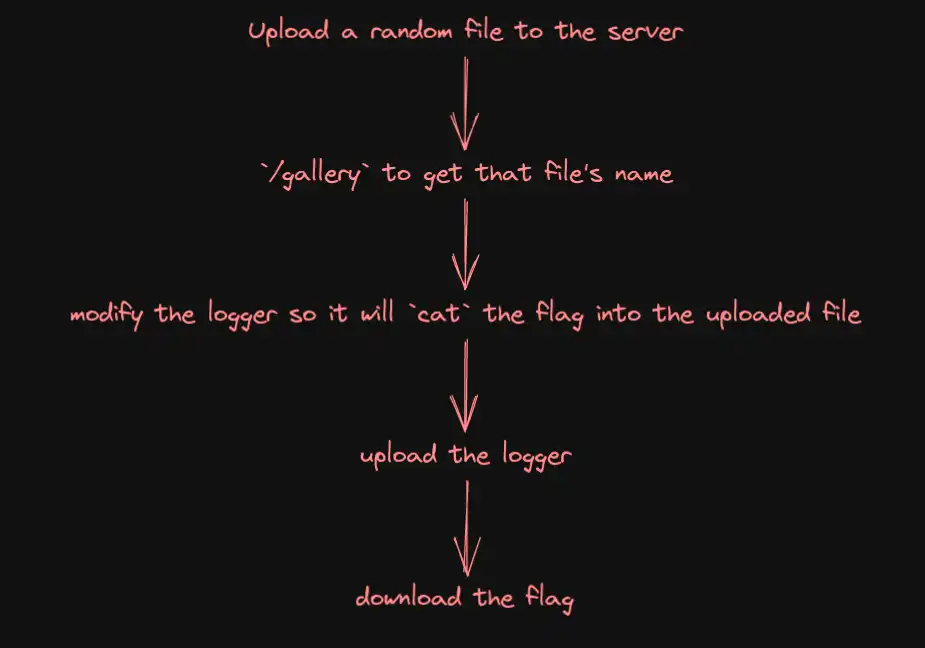 Upload a random file to the server
`/gallery` to get that file's name
modify the logger so it will `cat` the flag into the uploaded file
upload the logger
download the flag